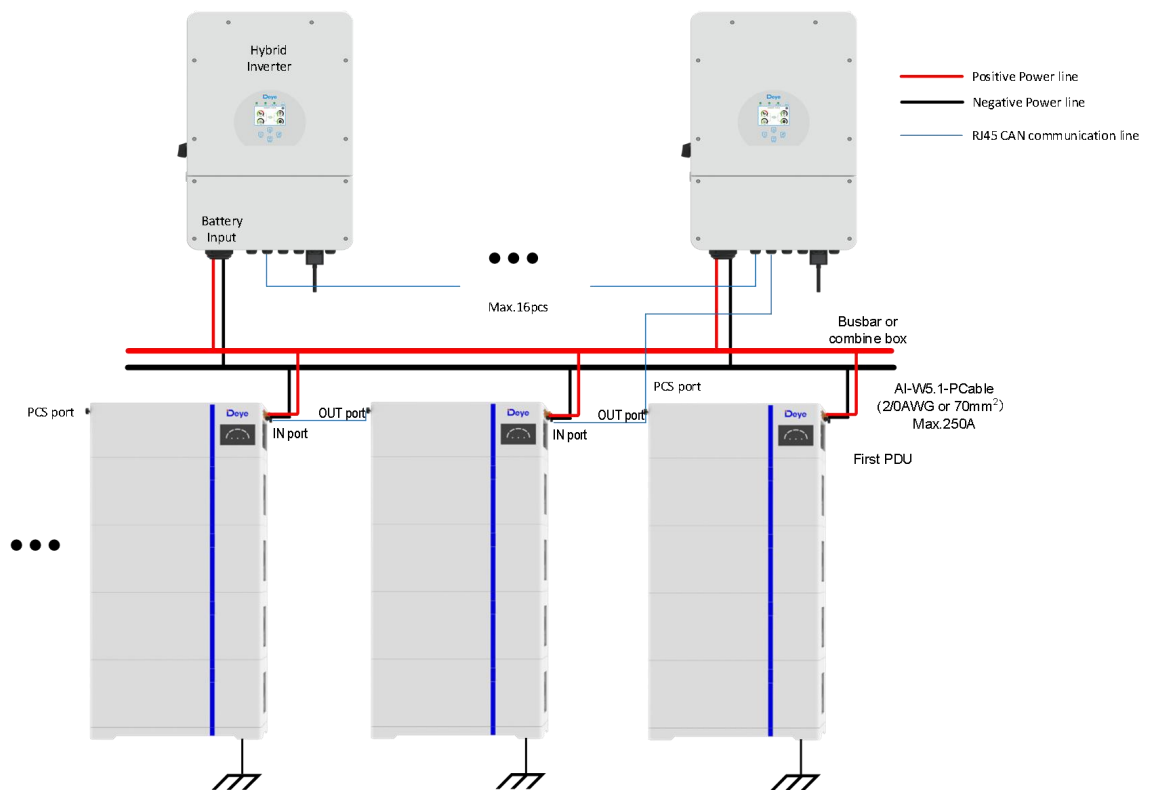 Hybrid
Inverter
Deye
Deye
Positive Power line
Negative Power line
RJ45 CAN communication line
Battery
Input
Max.16pcs
Busbar or
combine box
PCS port
AI-W5.1-PCable
(2/0AWG or 70mm²)
Max.250A
PCS port
Deye
OUT port
IN port
Deye
OUT port
IN port
Deye
First PDU